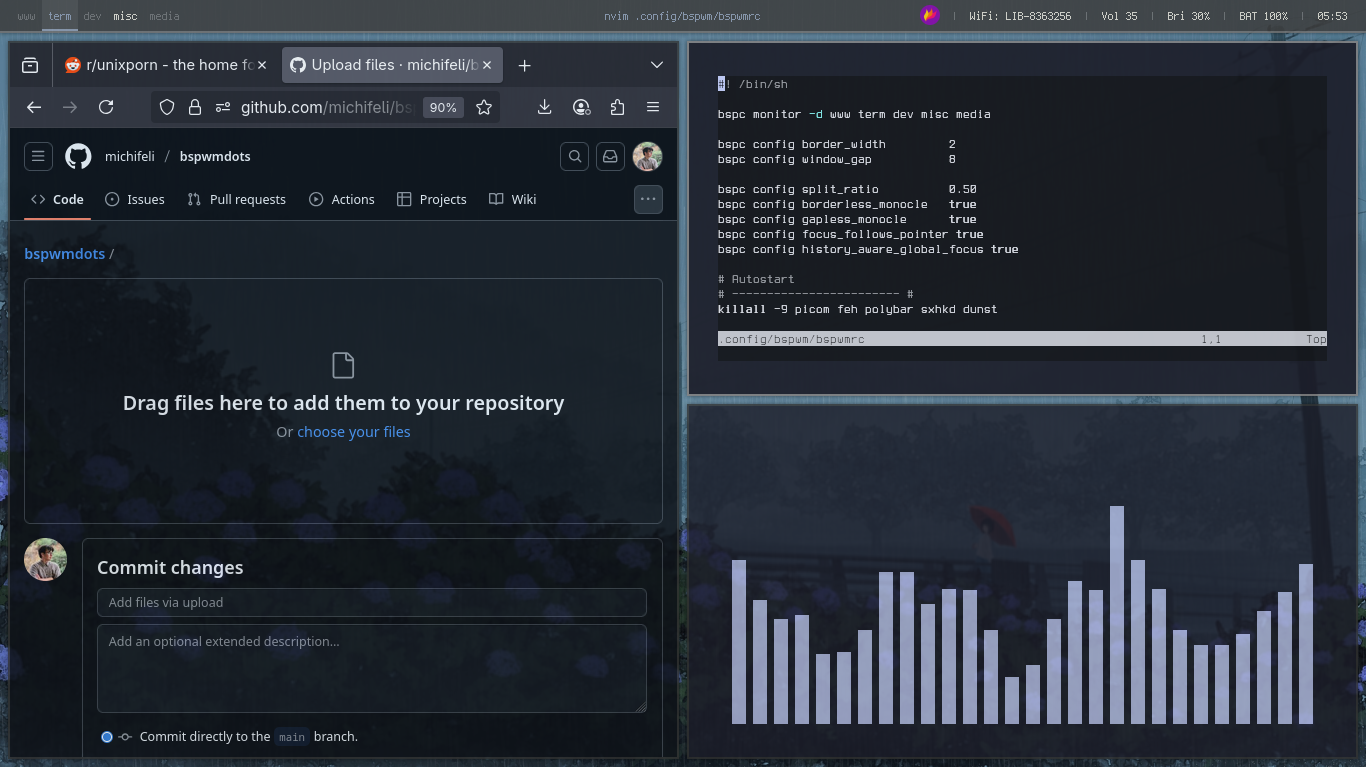 www term dev misc media
nvim .config/bspwm/bspwmrc
WiFi: LIB-8363256 | Vol 35 | Bri 30% | BAT 100% | 05:53
r/unixporn - the home fo
Upload files · michifeli/b
github.com/michifeli/bs
90%
michifeli / bspwmdots
Code Issues Pull requests Actions Projects Wiki
bspwmdots /
Drag files here to add them to your repository
Or choose your files
Commit changes
Add files via upload
Add an optional extended description...
Commit directly to the main branch.
#! /bin/sh
bspc monitor -d www term dev misc media
bspc config border_width 2
bspc config window_gap 8
bspc config split_ratio 0.50
bspc config borderless_monocle true
bspc config gapless_monocle true
bspc config focus_follows_pointer true
bspc config history_aware_global_focus true
# Autostart
# ------------------------ #
killall -9 picom feh polybar sxhkd dunst
.config/bspwm/bspwmrc 1,1 Top